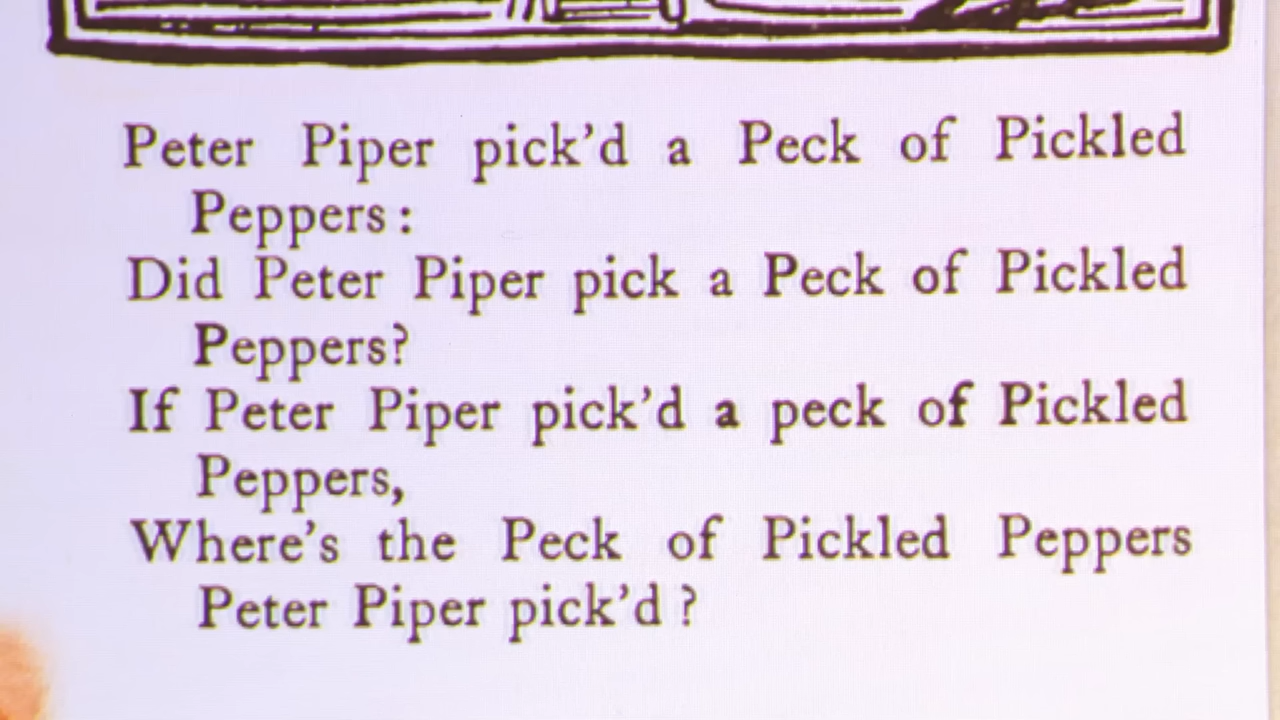 Peter Piper pick'd a Peck of Pickled
Peppers:
Did Peter Piper pick a Peck of Pickled
Peppers?
If Peter Piper pick'd a peck of Pickled
Peppers,
Where's the Peck of Pickled Peppers
Peter Piper pick'd ?